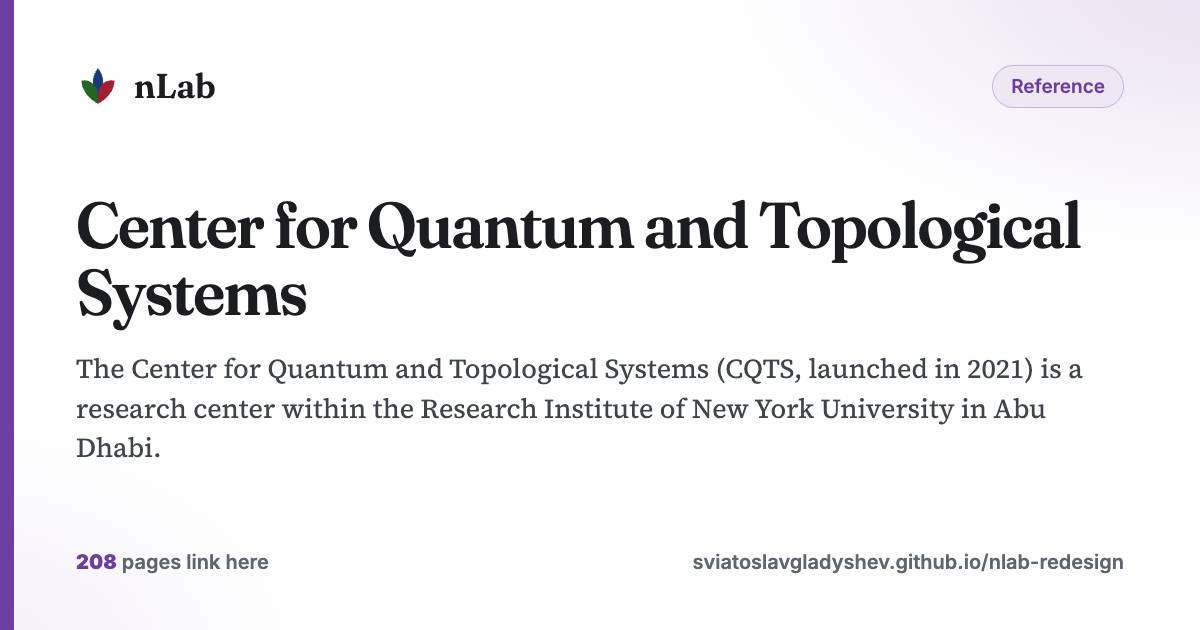 nLab
Reference
Center for Quantum and Topological
Systems
The Center for Quantum and Topological Systems (CQTS, launched in 2021) is a
research center within the Research Institute of New York University in Abu
Dhabi.
208 pages link here
sviatoslavgladyshev.github.io/nlab-redesign